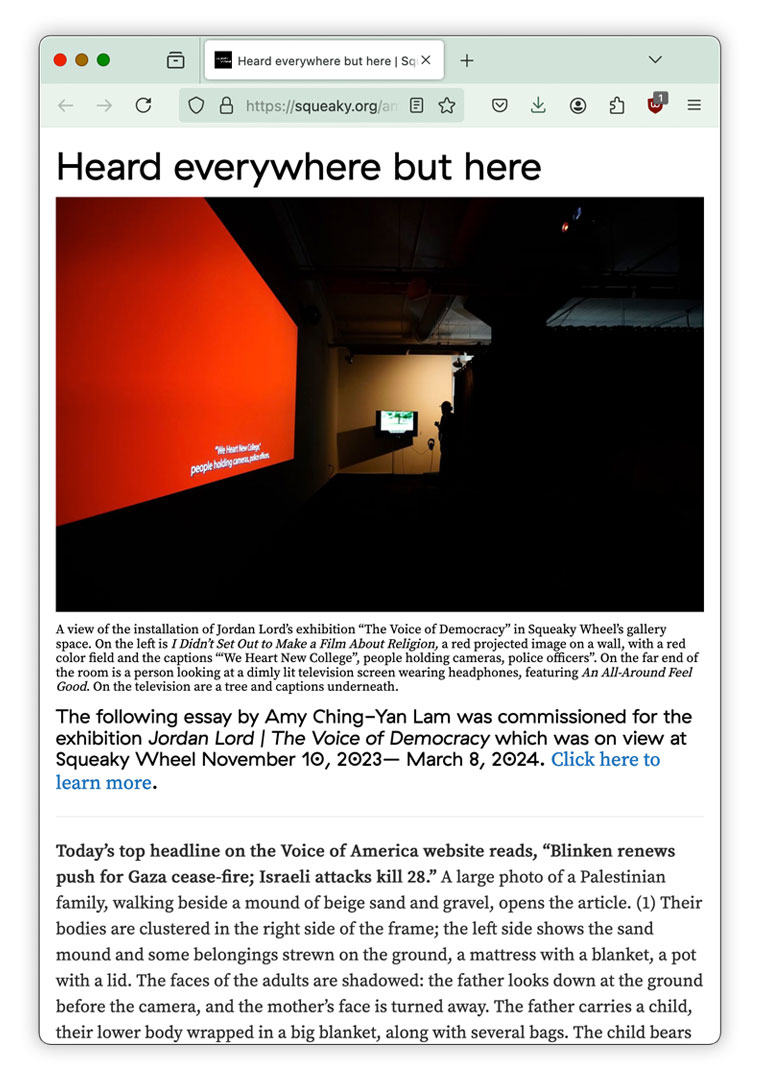 Heard everywhere but here | Sq
https://squeaky.org/an
1
Heard everywhere but here
“We Heart New College,”
people holding cameras, police officers.
A view of the installation of Jordan Lord’s exhibition “The Voice of Democracy” in Squeaky Wheel’s gallery
space. On the left is I Didn’t Set Out to Make a Film About Religion, a red projected image on a wall, with a red
color field and the captions “‘We Heart New College”, people holding cameras, police officers”. On the far end of
the room is a person looking at a dimly lit television screen wearing headphones, featuring An All-Around Feel
Good. On the television are a tree and captions underneath.
The following essay by Amy Ching-Yan Lam was commissioned for the
exhibition Jordan Lord | The Voice of Democracy which was on view at
Squeaky Wheel November 10, 2023— March 8, 2024. Click here to
learn more.
Today’s top headline on the Voice of America website reads, “Blinken renews
push for Gaza cease-fire; Israeli attacks kill 28.” A large photo of a Palestinian
family, walking beside a mound of beige sand and gravel, opens the article. (1) Their
bodies are clustered in the right side of the frame; the left side shows the sand
mound and some belongings strewn on the ground, a mattress with a blanket, a pot
with a lid. The faces of the adults are shadowed: the father looks down at the ground
before the camera, and the mother’s face is turned away. The father carries a child,
their lower body wrapped in a big blanket, along with several bags. The child bears